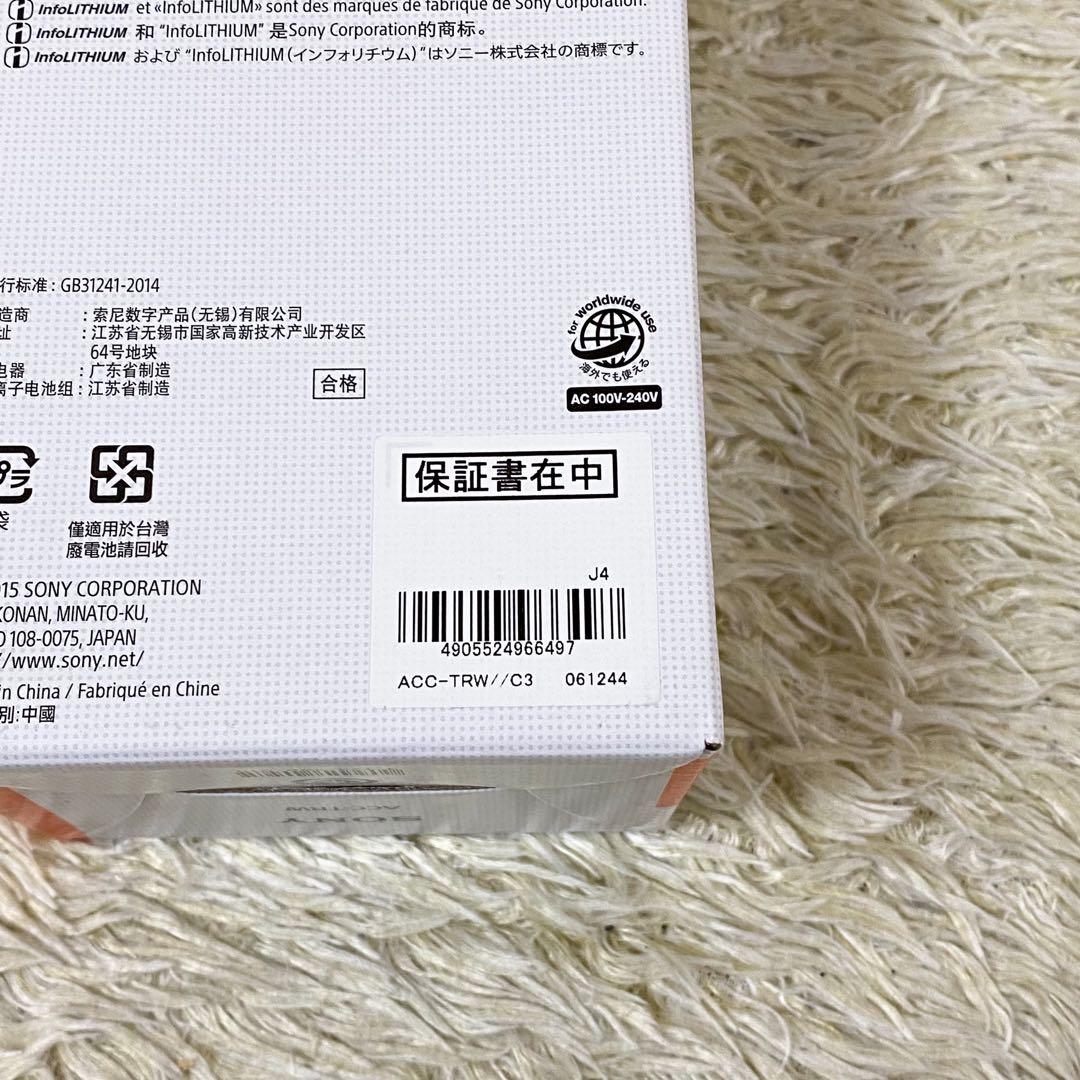 InfoLITHIUM et «InfoLITHIUM» sont des marques de fabrique de Sony Corporation.
InfoLITHIUM 和 “InfoLITHIUM” 是Sony Corporation的商标。
InfoLITHIUM および “InfoLITHIUM（インフォリチウム）”はソニー株式会社の商標です。
行标准 : GB31241-2014
造商 : 索尼数字产品(无锡)有限公司
址 : 江苏省无锡市国家高新技术产业开发区
64号地块
电器 : 广东省制造
离子电池组 : 江苏省制造
合格
for worldwide use
海外でも使える
AC 100V-240V
プラ
袋
僅適用於台灣
廢電池請回收
保証書在中
J4
4905524966497
ACC-TRW//C3 061244
15 SONY CORPORATION
KONAN, MINATO-KU,
O 108-0075, JAPAN
//www.sony.net/
in China / Fabriqué en Chine
別:中國
ACC-TRW
SONY